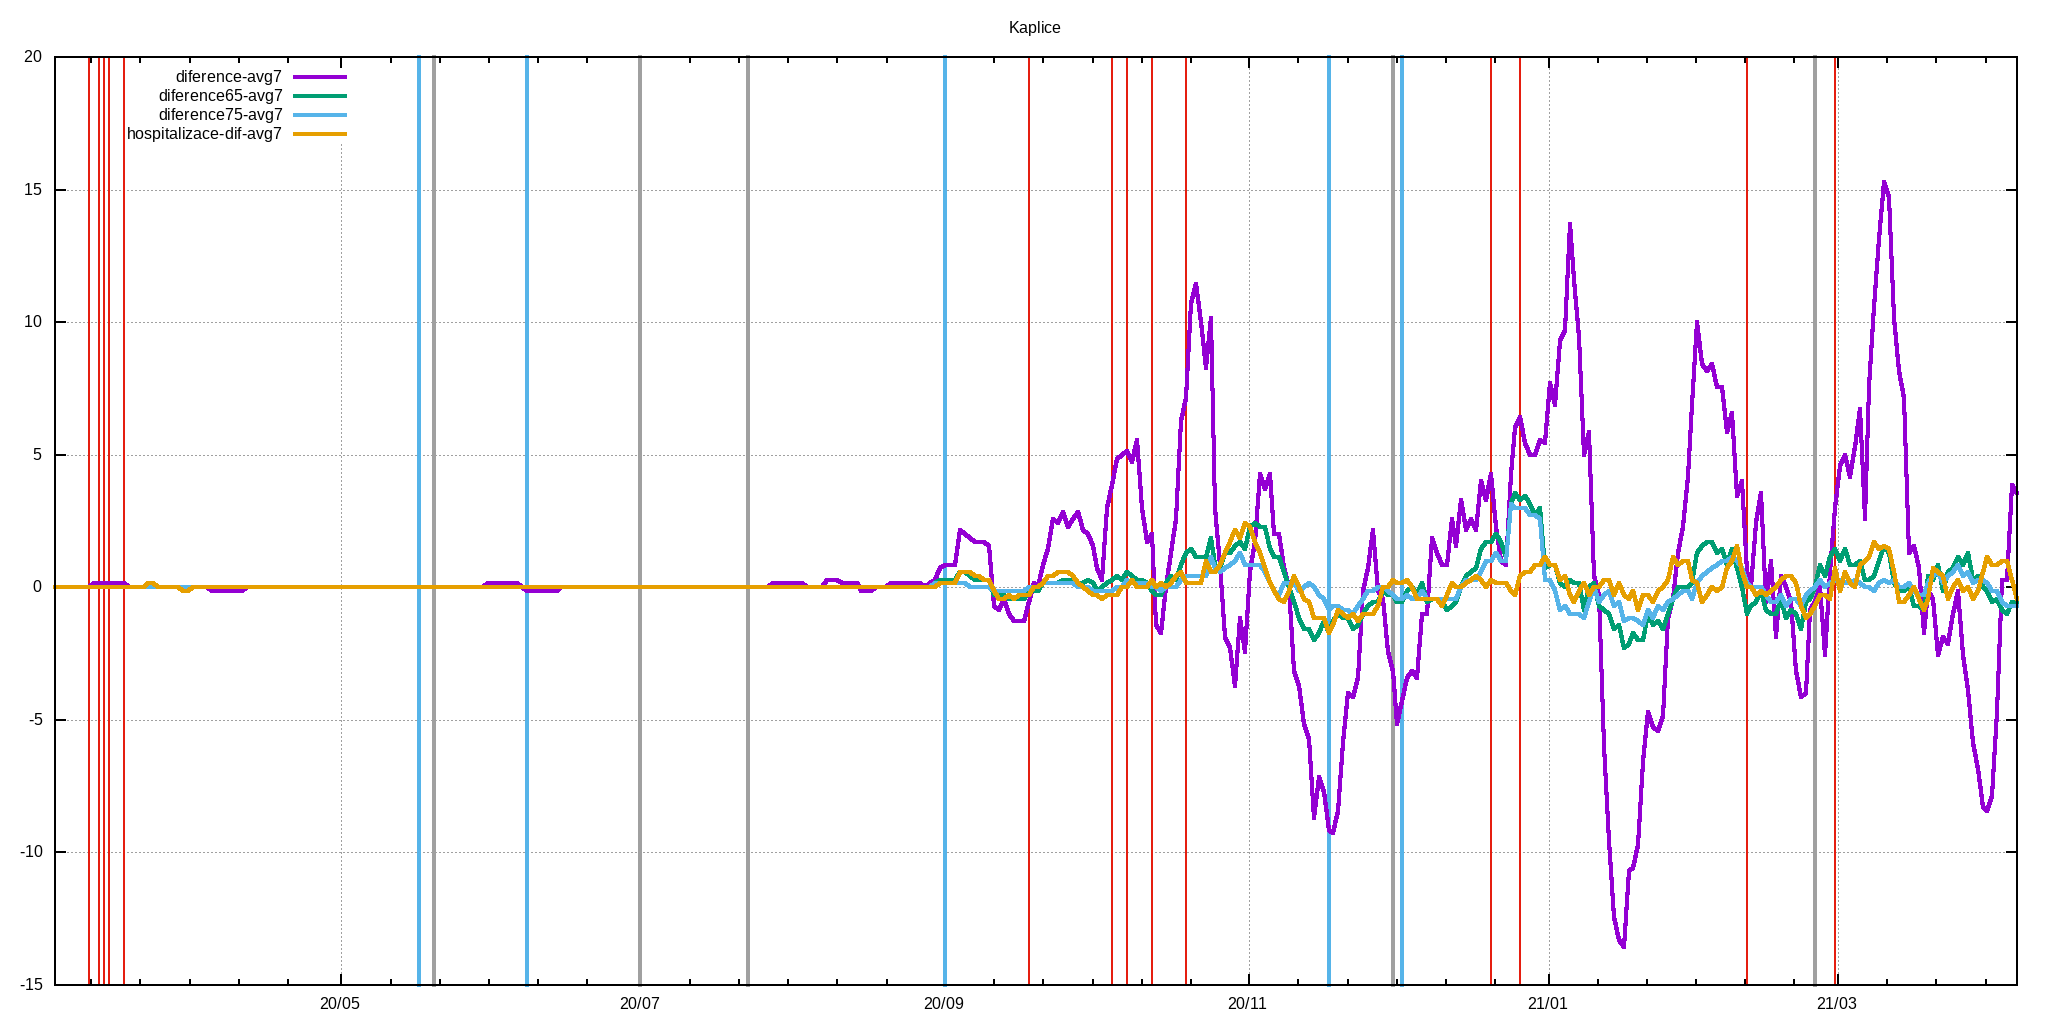 Kaplice
20
diference-avg7
diference65-avg7
diference75-avg7
hospitalizace-dif-avg7
15
10
5
0
-5
-10
-15
20/05 20/07 20/09 20/11 21/01 21/03